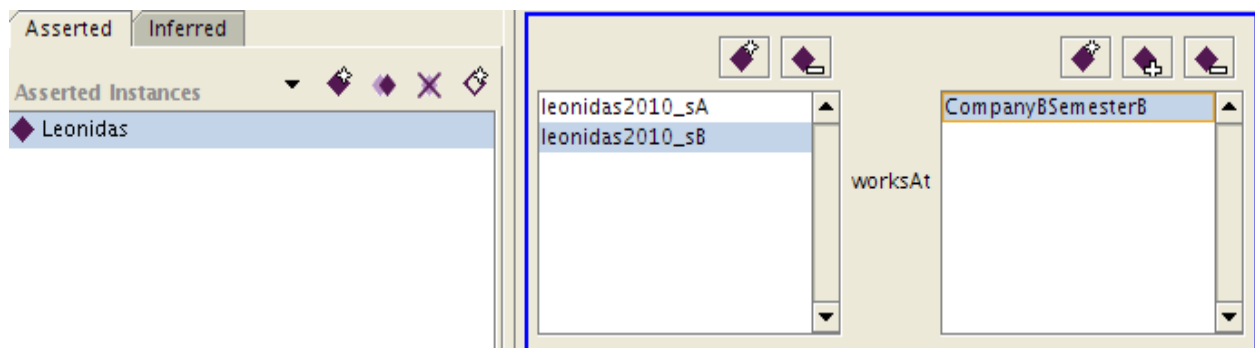 Asserted Inferred
Asserted Instances
Leonidas
leonidas2010_sA
leonidas2010_sB
worksAt
CompanyBSemesterB